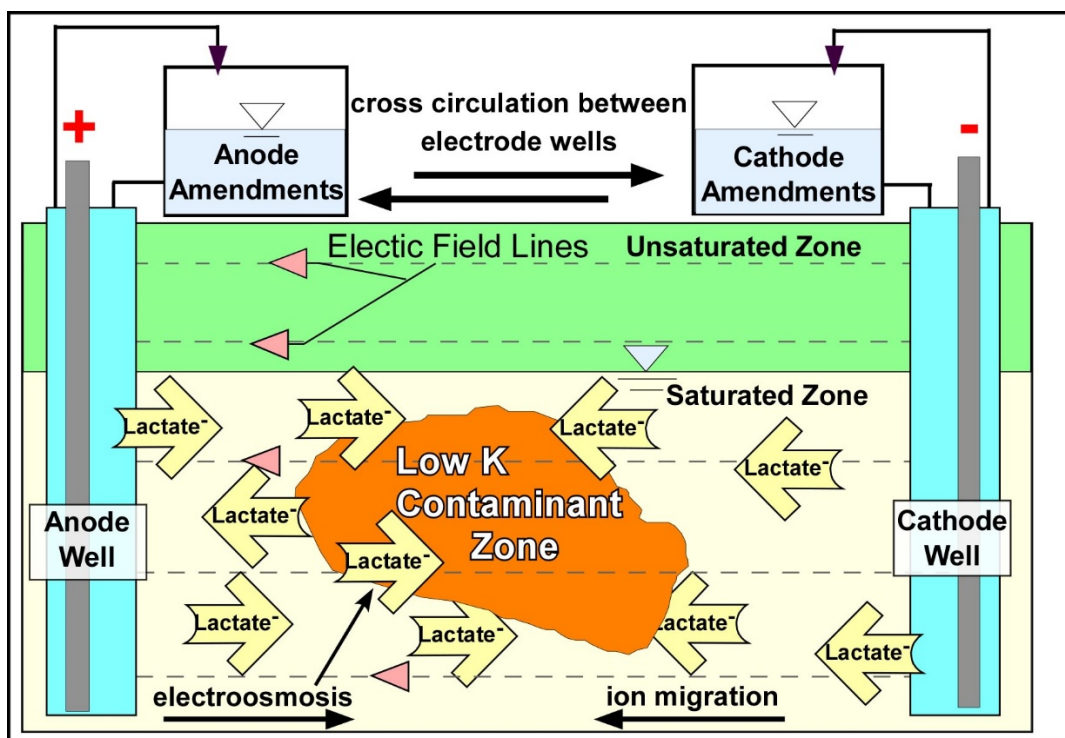 cross circulation between
electrode wells
+
-
Anode
Amendments
Cathode
Amendments
Electic Field Lines
Unsaturated Zone
Saturated Zone
Lactate-
Lactate-
Lactate-
Lactate-
Low K
Contaminant
Zone
Lactate-
Anode
Well
Cathode
Well
Lactate-
Lactate-
Lactate-
Lactate-
Lactate-
electroosmosis
ion migration